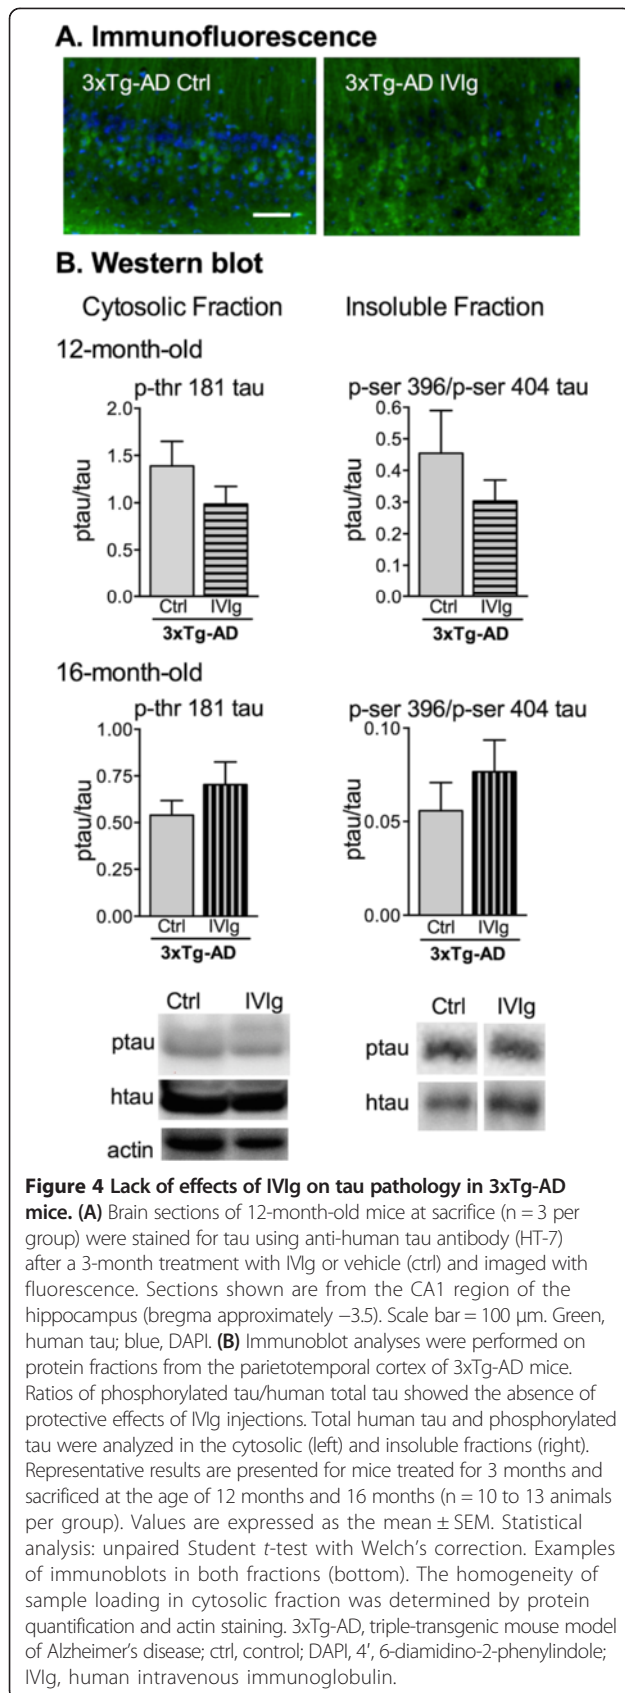 A. Immunofluorescence
3xTg-AD Ctrl
3xTg-AD IVIg
B. Western blot
Cytosolic Fraction
Insoluble Fraction
12-month-old
p-thr 181 tau
2.0
1.5
1.0
0.5
0.0
ptau/tau
Ctrl
IVIg
3xTg-AD
p-ser 396/p-ser 404 tau
0.6
0.5
0.4
0.3
0.2
0.1
0.0
ptau/tau
Ctrl
IVIg
3xTg-AD
16-month-old
p-thr 181 tau
1.00
0.75
0.50
0.25
0.00
ptau/tau
Ctrl
IVIg
3xTg-AD
p-ser 396/p-ser 404 tau
0.10
0.05
0.00
ptau/tau
Ctrl
IVIg
3xTg-AD
Ctrl IVIg
ptau
htau
actin
Ctrl IVIg
ptau
htau
Figure 4 Lack of effects of IVIg on tau pathology in 3xTg-AD
mice. (A) Brain sections of 12-month-old mice at sacrifice (n = 3 per
group) were stained for tau using anti-human tau antibody (HT-7)
after a 3-month treatment with IVIg or vehicle (ctrl) and imaged with
fluorescence. Sections shown are from the CA1 region of the
hippocampus (bregma approximately −3.5). Scale bar = 100 μm. Green,
human tau; blue, DAPI. (B) Immunoblot analyses were performed on
protein fractions from the parietotemporal cortex of 3xTg-AD mice.
Ratios of phosphorylated tau/human total tau showed the absence of
protective effects of IVIg injections. Total human tau and phosphorylated
tau were analyzed in the cytosolic (left) and insoluble fractions (right).
Representative results are presented for mice treated for 3 months and
sacrificed at the age of 12 months and 16 months (n = 10 to 13 animals
per group). Values are expressed as the mean ± SEM. Statistical
analysis: unpaired Student t-test with Welch's correction. Examples
of immunoblots in both fractions (bottom). The homogeneity of
sample loading in cytosolic fraction was determined by protein
quantification and actin staining. 3xTg-AD, triple-transgenic mouse model
of Alzheimer's disease; ctrl, control; DAPI, 4′, 6-diamidino-2-phenylindole;
IVIg, human intravenous immunoglobulin.